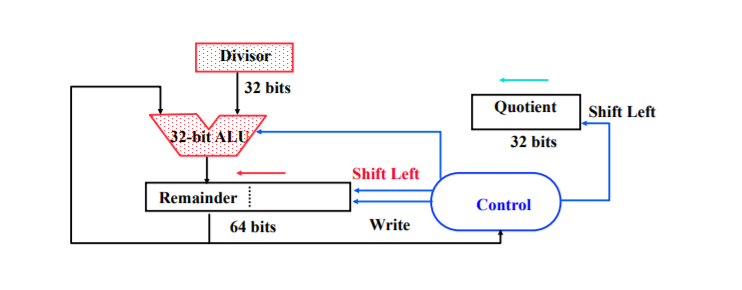 Divisor
32 bits
Quotient
Shift Left
32-bit ALU
32 bits
Shift Left
Remainder
Control
64 bits
Write